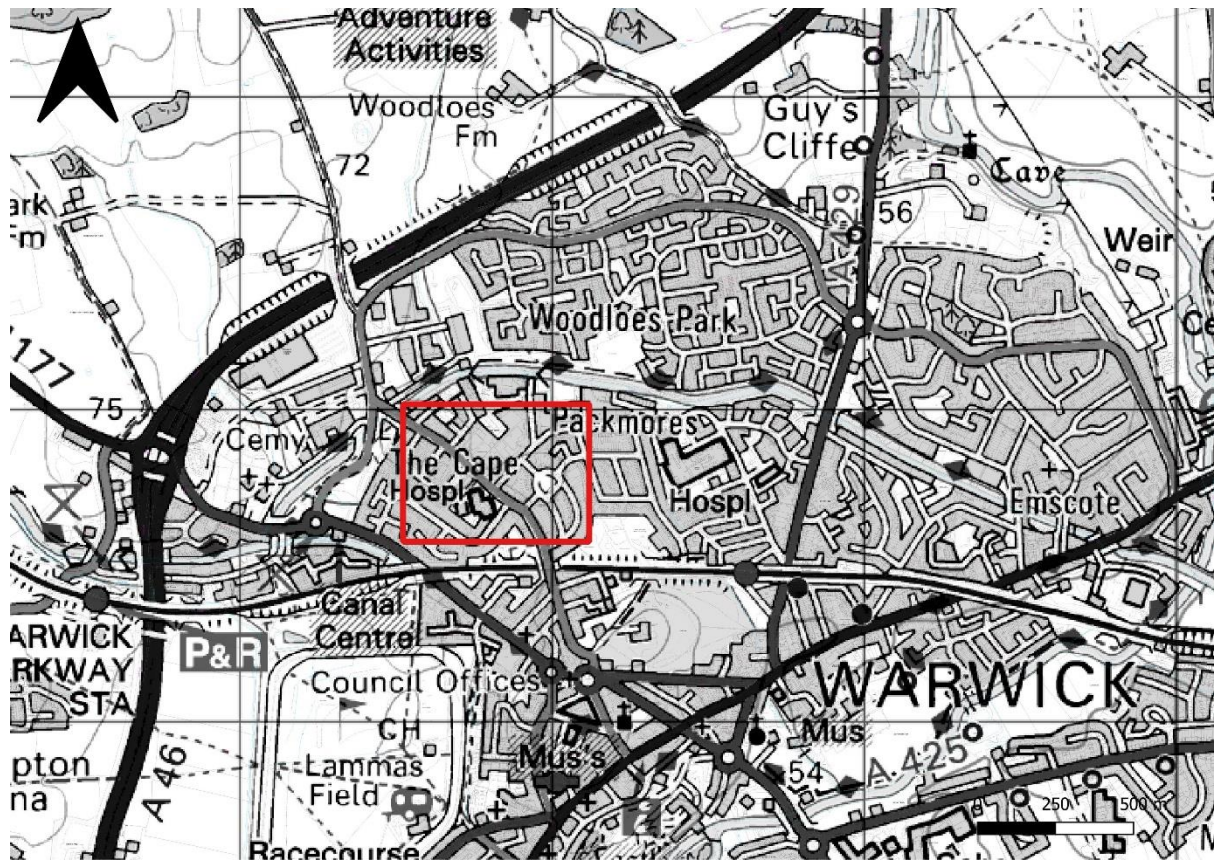 Adventure
Activities
Woodloes
Fm
Guy's
Cliffe
Cave
72
ark
Fm
A 429
56
Weir
Woodloes Park
Ce
177
75
Cemy
Packmores
The Cape
Hospl
Hospl
Emscote
Canal
Centre
ARWICK
RKWAY
STA
P&R
Council Offices
WARWICK
CH
Mus's
Mus
pton
na
A 46
Lammas
Field
54
A 425
0 250 500 m
Racecourse